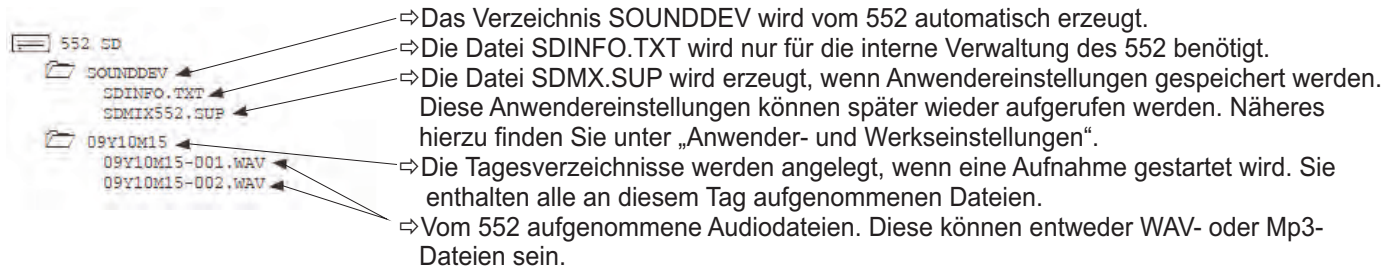 552 SD
SOUNDDEV
SDINFO.TXT
SDMIX552.SUP
09Y10M15
09Y10M15-001.WAV
09Y10M15-002.WAV
⇨Das Verzeichnis SOUNDDEV wird vom 552 automatisch erzeugt.
⇨Die Datei SDINFO.TXT wird nur für die interne Verwaltung des 552 benötigt.
⇨Die Datei SDMX.SUP wird erzeugt, wenn Anwendereinstellungen gespeichert werden.
Diese Anwendereinstellungen können später wieder aufgerufen werden. Näheres
hierzu finden Sie unter „Anwender- und Werkseinstellungen“.
⇨Die Tagesverzeichnisse werden angelegt, wenn eine Aufnahme gestartet wird. Sie
enthalten alle an diesem Tag aufgenommenen Dateien.
⇨Vom 552 aufgenommene Audiodateien. Diese können entweder WAV- oder Mp3-
Dateien sein.